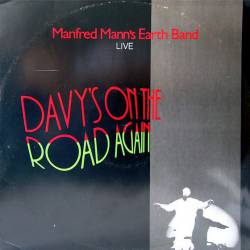 Manfred Mann's Earth Band
LIVE
DAVY'S ON THE
ROAD AGAIN